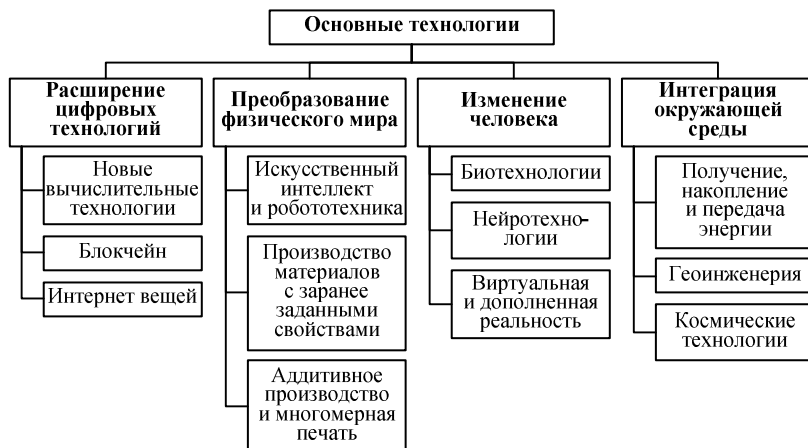 Основные технологии
Расширение
цифровых
технологий
Новые
вычислительные
технологии
Блокчейн
Интернет вещей
Преобразование
физического мира
Искусственный
интеллект
и робототехника
Производство
материалов
с заранее
заданными
свойствами
Аддитивное
производство
и многомерная
печать
Изменение
человека
Биотехнологии
Нейротехно-
логии
Виртуальная
и дополненная
реальность
Интеграция
окружающей
среды
Получение,
накопление
и передача
энергии
Геоинженерия
Космические
технологии